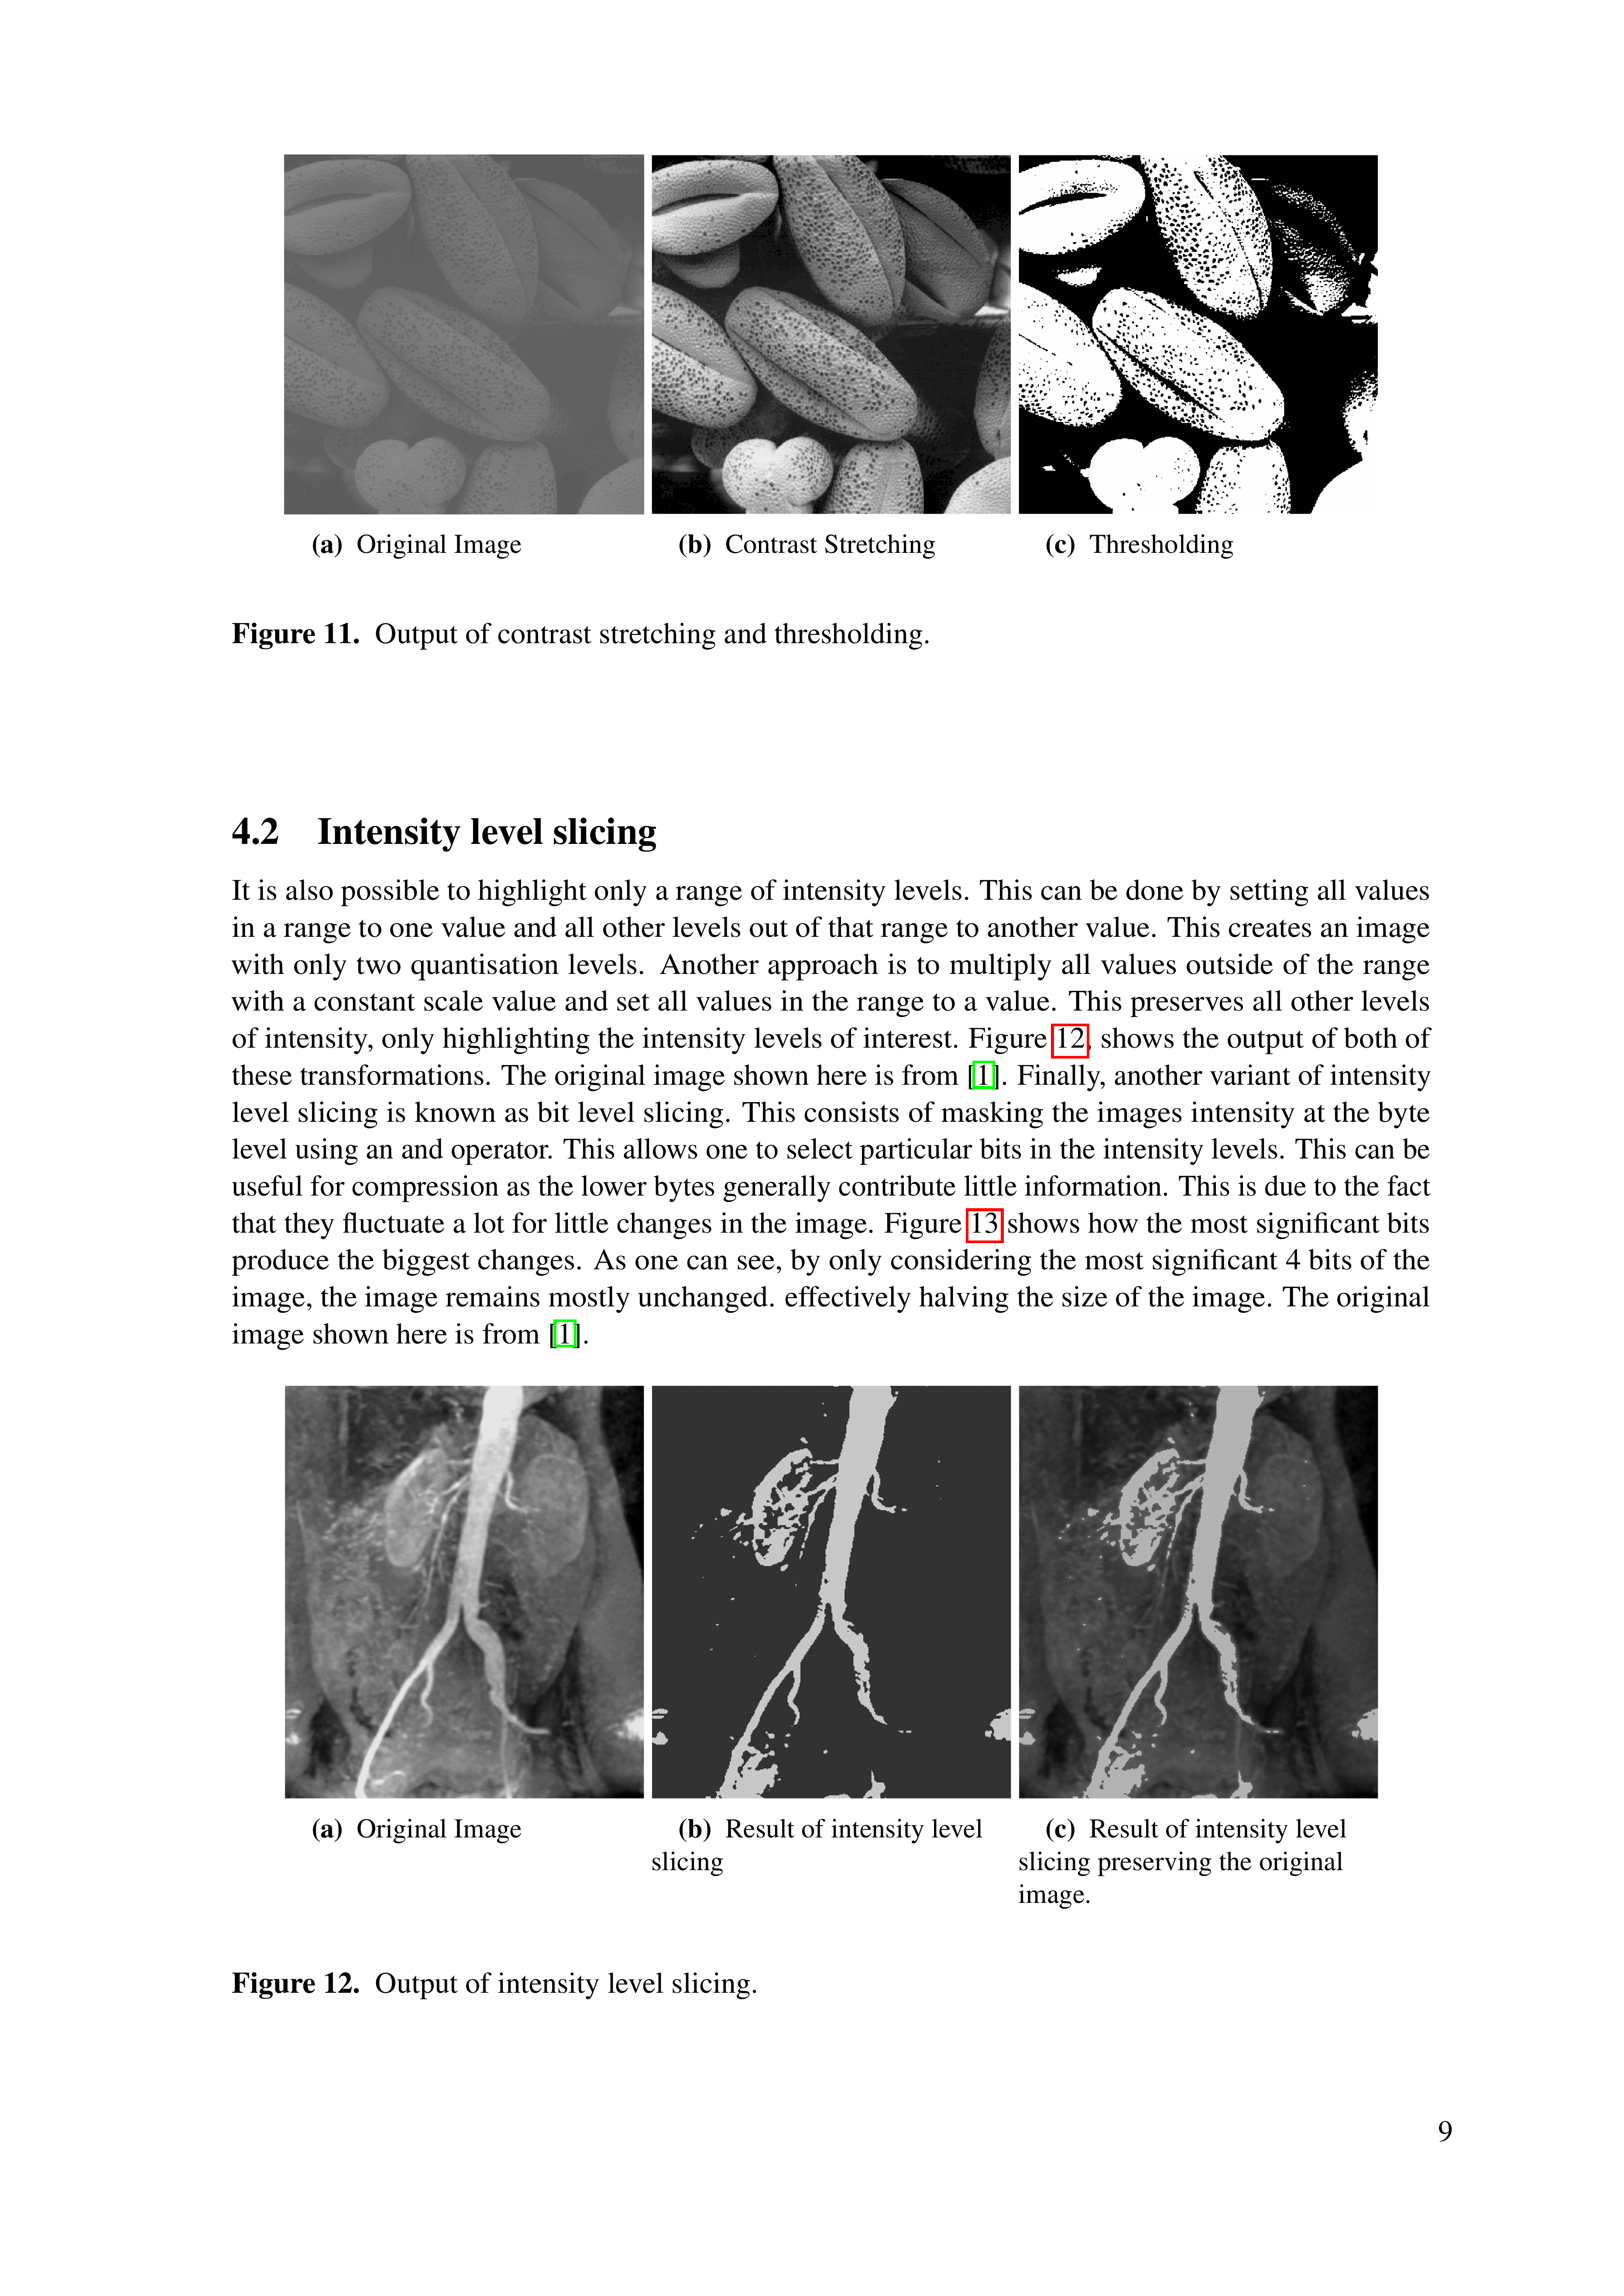 (a) Original Image
(b) Contrast Stretching
(c) Thresholding
Figure 11. Output of contrast stretching and thresholding.
4.2 Intensity level slicing
It is also possible to highlight only a range of intensity levels. This can be done by setting all values
in a range to one value and all other levels out of that range to another value. This creates an image
with only two quantisation levels. Another approach is to multiply all values outside of the range
with a constant scale value and set all values in the range to a value. This preserves all other levels
of intensity, only highlighting the intensity levels of interest. Figure 12, shows the output of both of
these transformations. The original image shown here is from [1]. Finally, another variant of intensity
level slicing is known as bit level slicing. This consists of masking the images intensity at the byte
level using an and operator. This allows one to select particular bits in the intensity levels. This can be
useful for compression as the lower bytes generally contribute little information. This is due to the fact
that they fluctuate a lot for little changes in the image. Figure 13 shows how the most significant bits
produce the biggest changes. As one can see, by only considering the most significant 4 bits of the
image, the image remains mostly unchanged. effectively halving the size of the image. The original
image shown here is from [1].
(a) Original Image
(b) Result of intensity level
slicing
(c) Result of intensity level
slicing preserving the original
image.
Figure 12. Output of intensity level slicing.
9